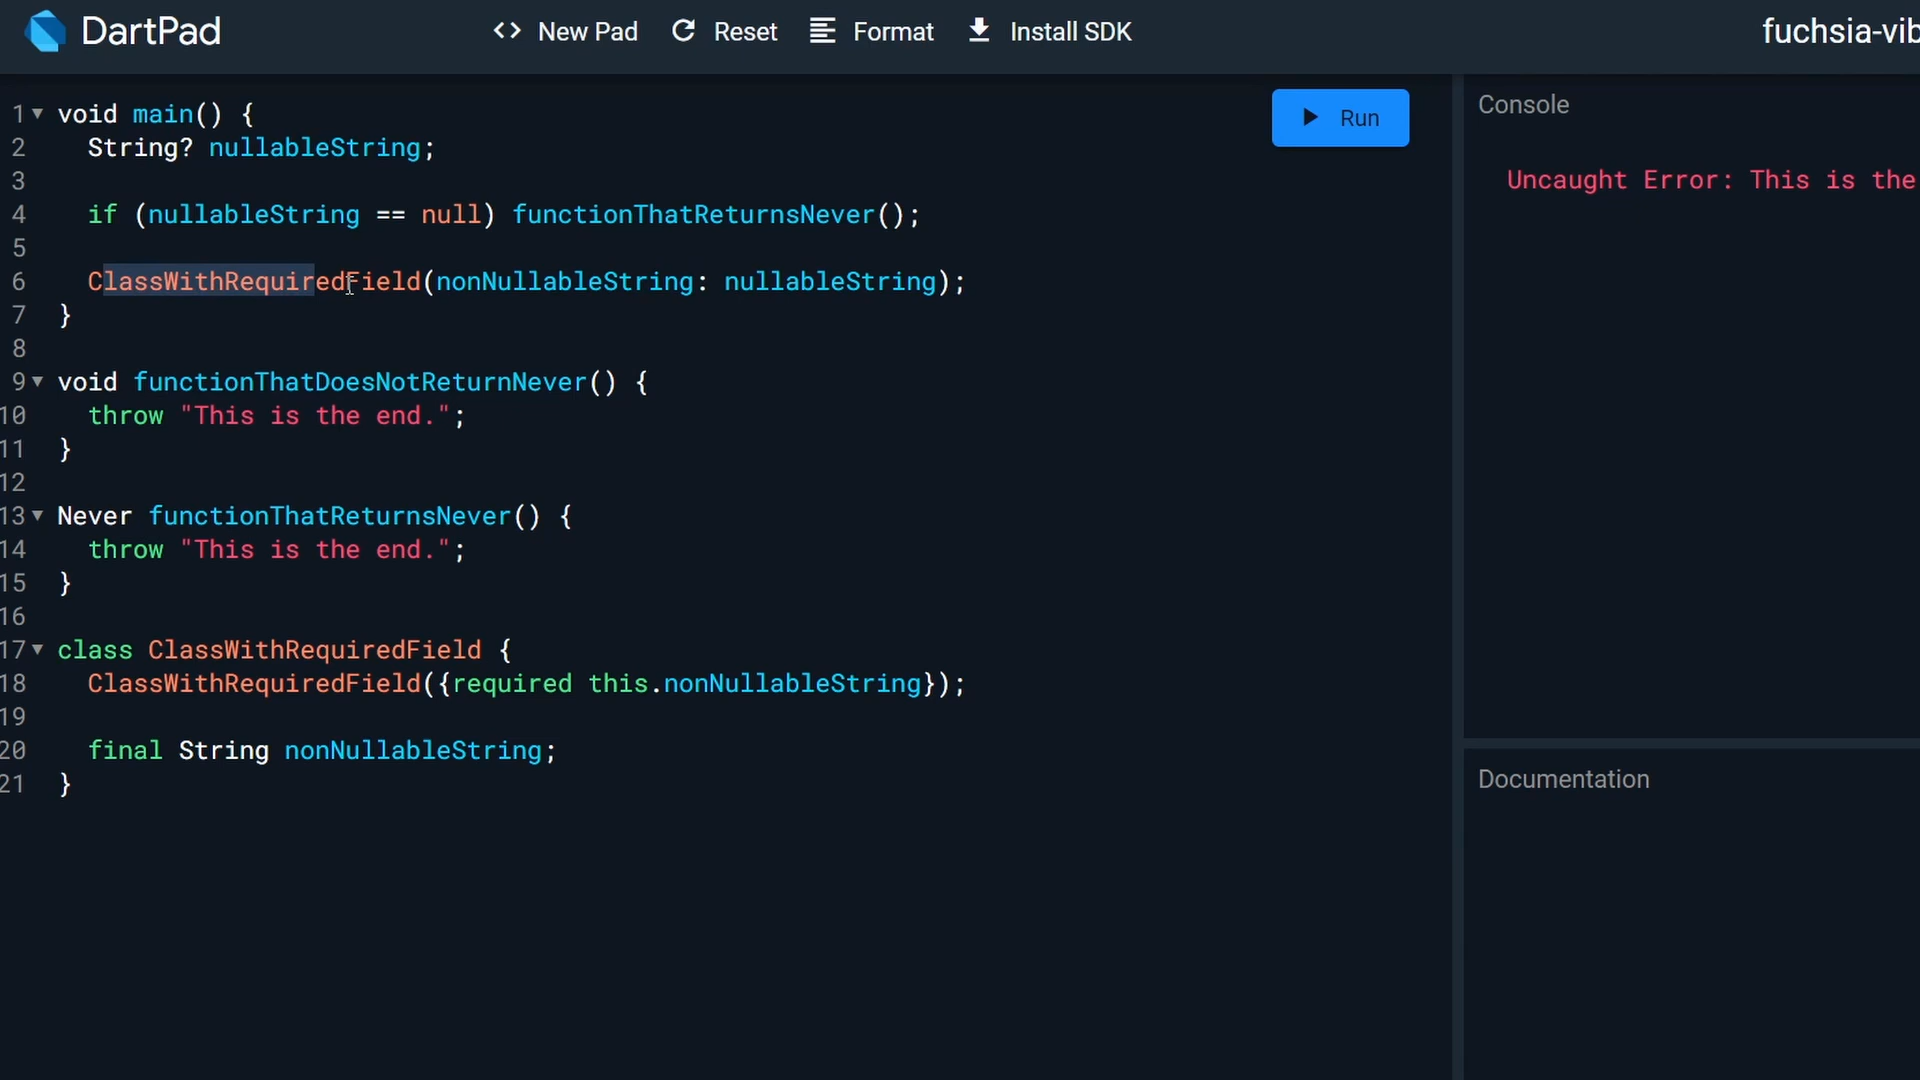 DartPad
<> New Pad
Reset
Format
Install SDK
fuchsia-vib
1 void main() {
2 String? nullableString;
3
4 if (nullableString == null) functionThatReturnsNever();
5
6 ClassWithRequiredField(nonNullableString: nullableString);
7 }
8
9 void functionThatDoesNotReturnNever() {
10 throw "This is the end.";
11 }
12
13 Never functionThatReturnsNever() {
14 throw "This is the end.";
15 }
16
17 class ClassWithRequiredField {
18 ClassWithRequiredField({required this.nonNullableString});
19
20 final String nonNullableString;
21 }
Run
Console
Uncaught Error: This is the
Documentation